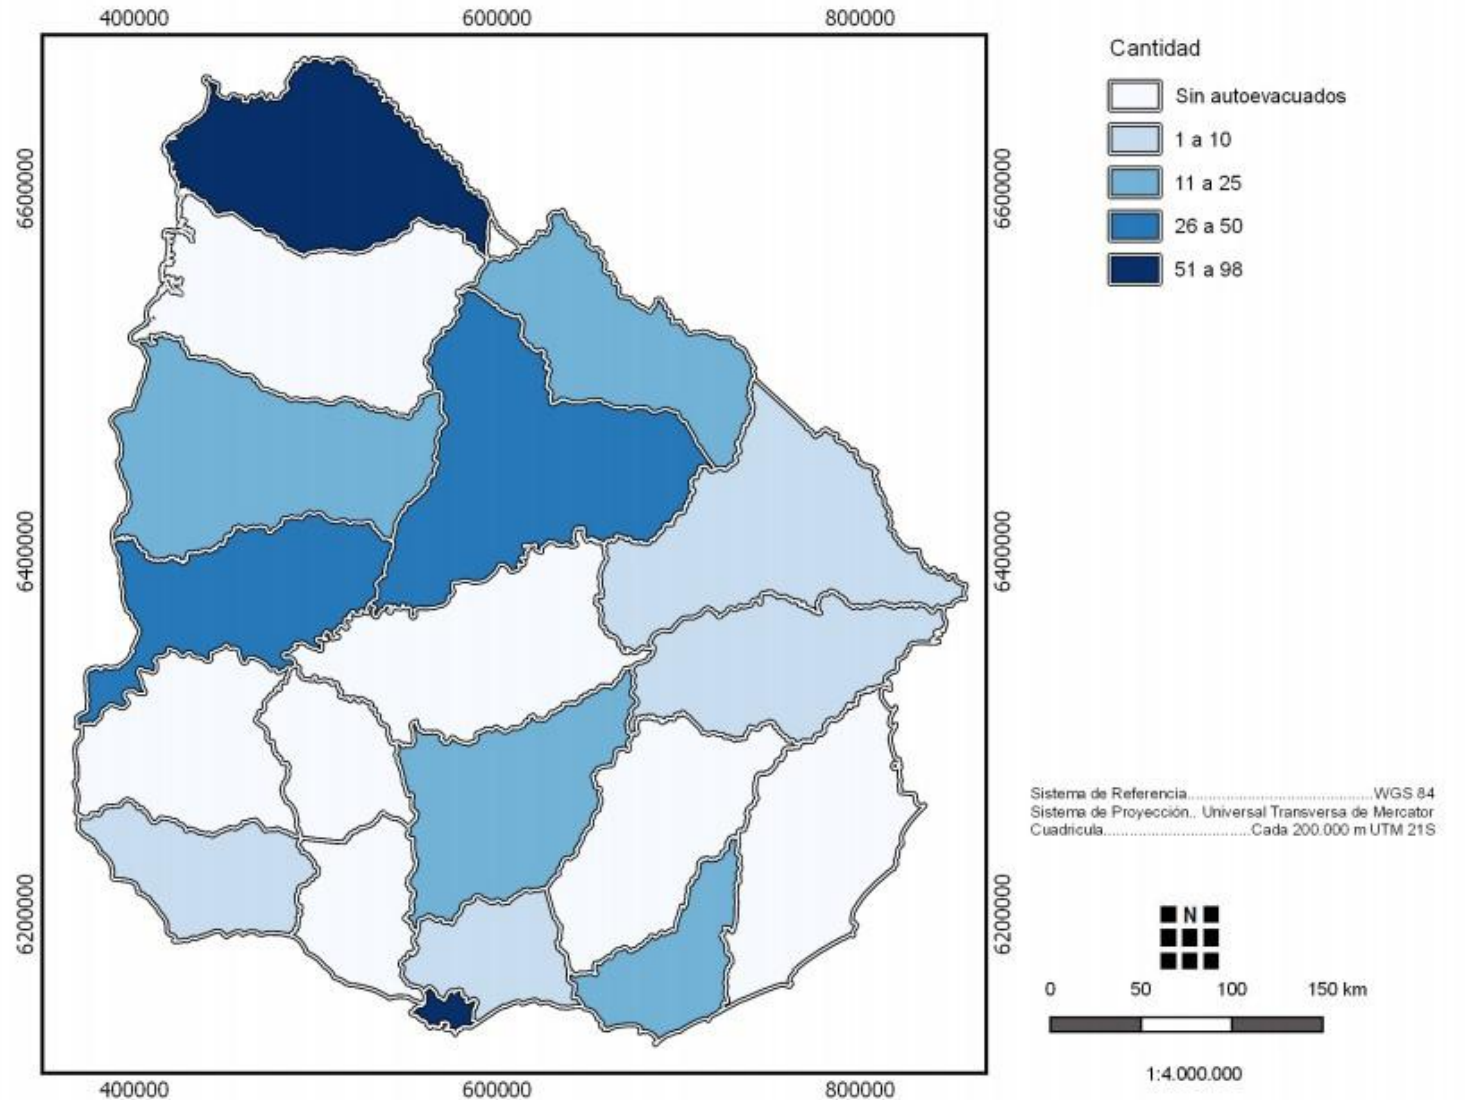 400000 600000 800000
Cantidad
Sin autoevacuados
1 a 10
11 a 25
26 a 50
51 a 98
6600000 6600000
6400000 6400000
6200000 6200000
Sistema de Referencia.............................................WGS 84
Sistema de Proyección.. Universal Transversa de Mercator
Cuadricula....................................Cada 200.000 m UTM 21S
N
0 50 100 150 km
1:4.000.000
400000 600000 800000